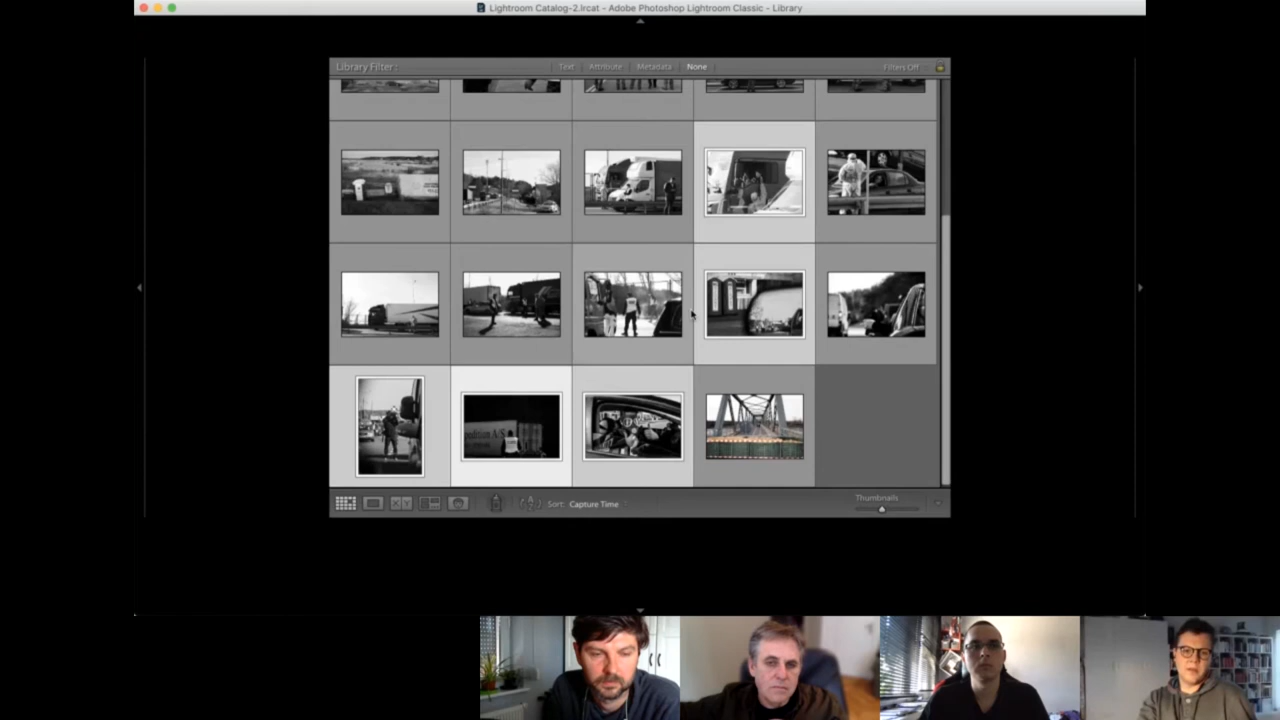 Lightroom Catalog-2.lrcat - Adobe Photoshop Lightroom Classic - Library
Library Filter :
Text
Attribute
Metadata
None
Filters Off
XY
Sort: Capture Time
Thumbnails